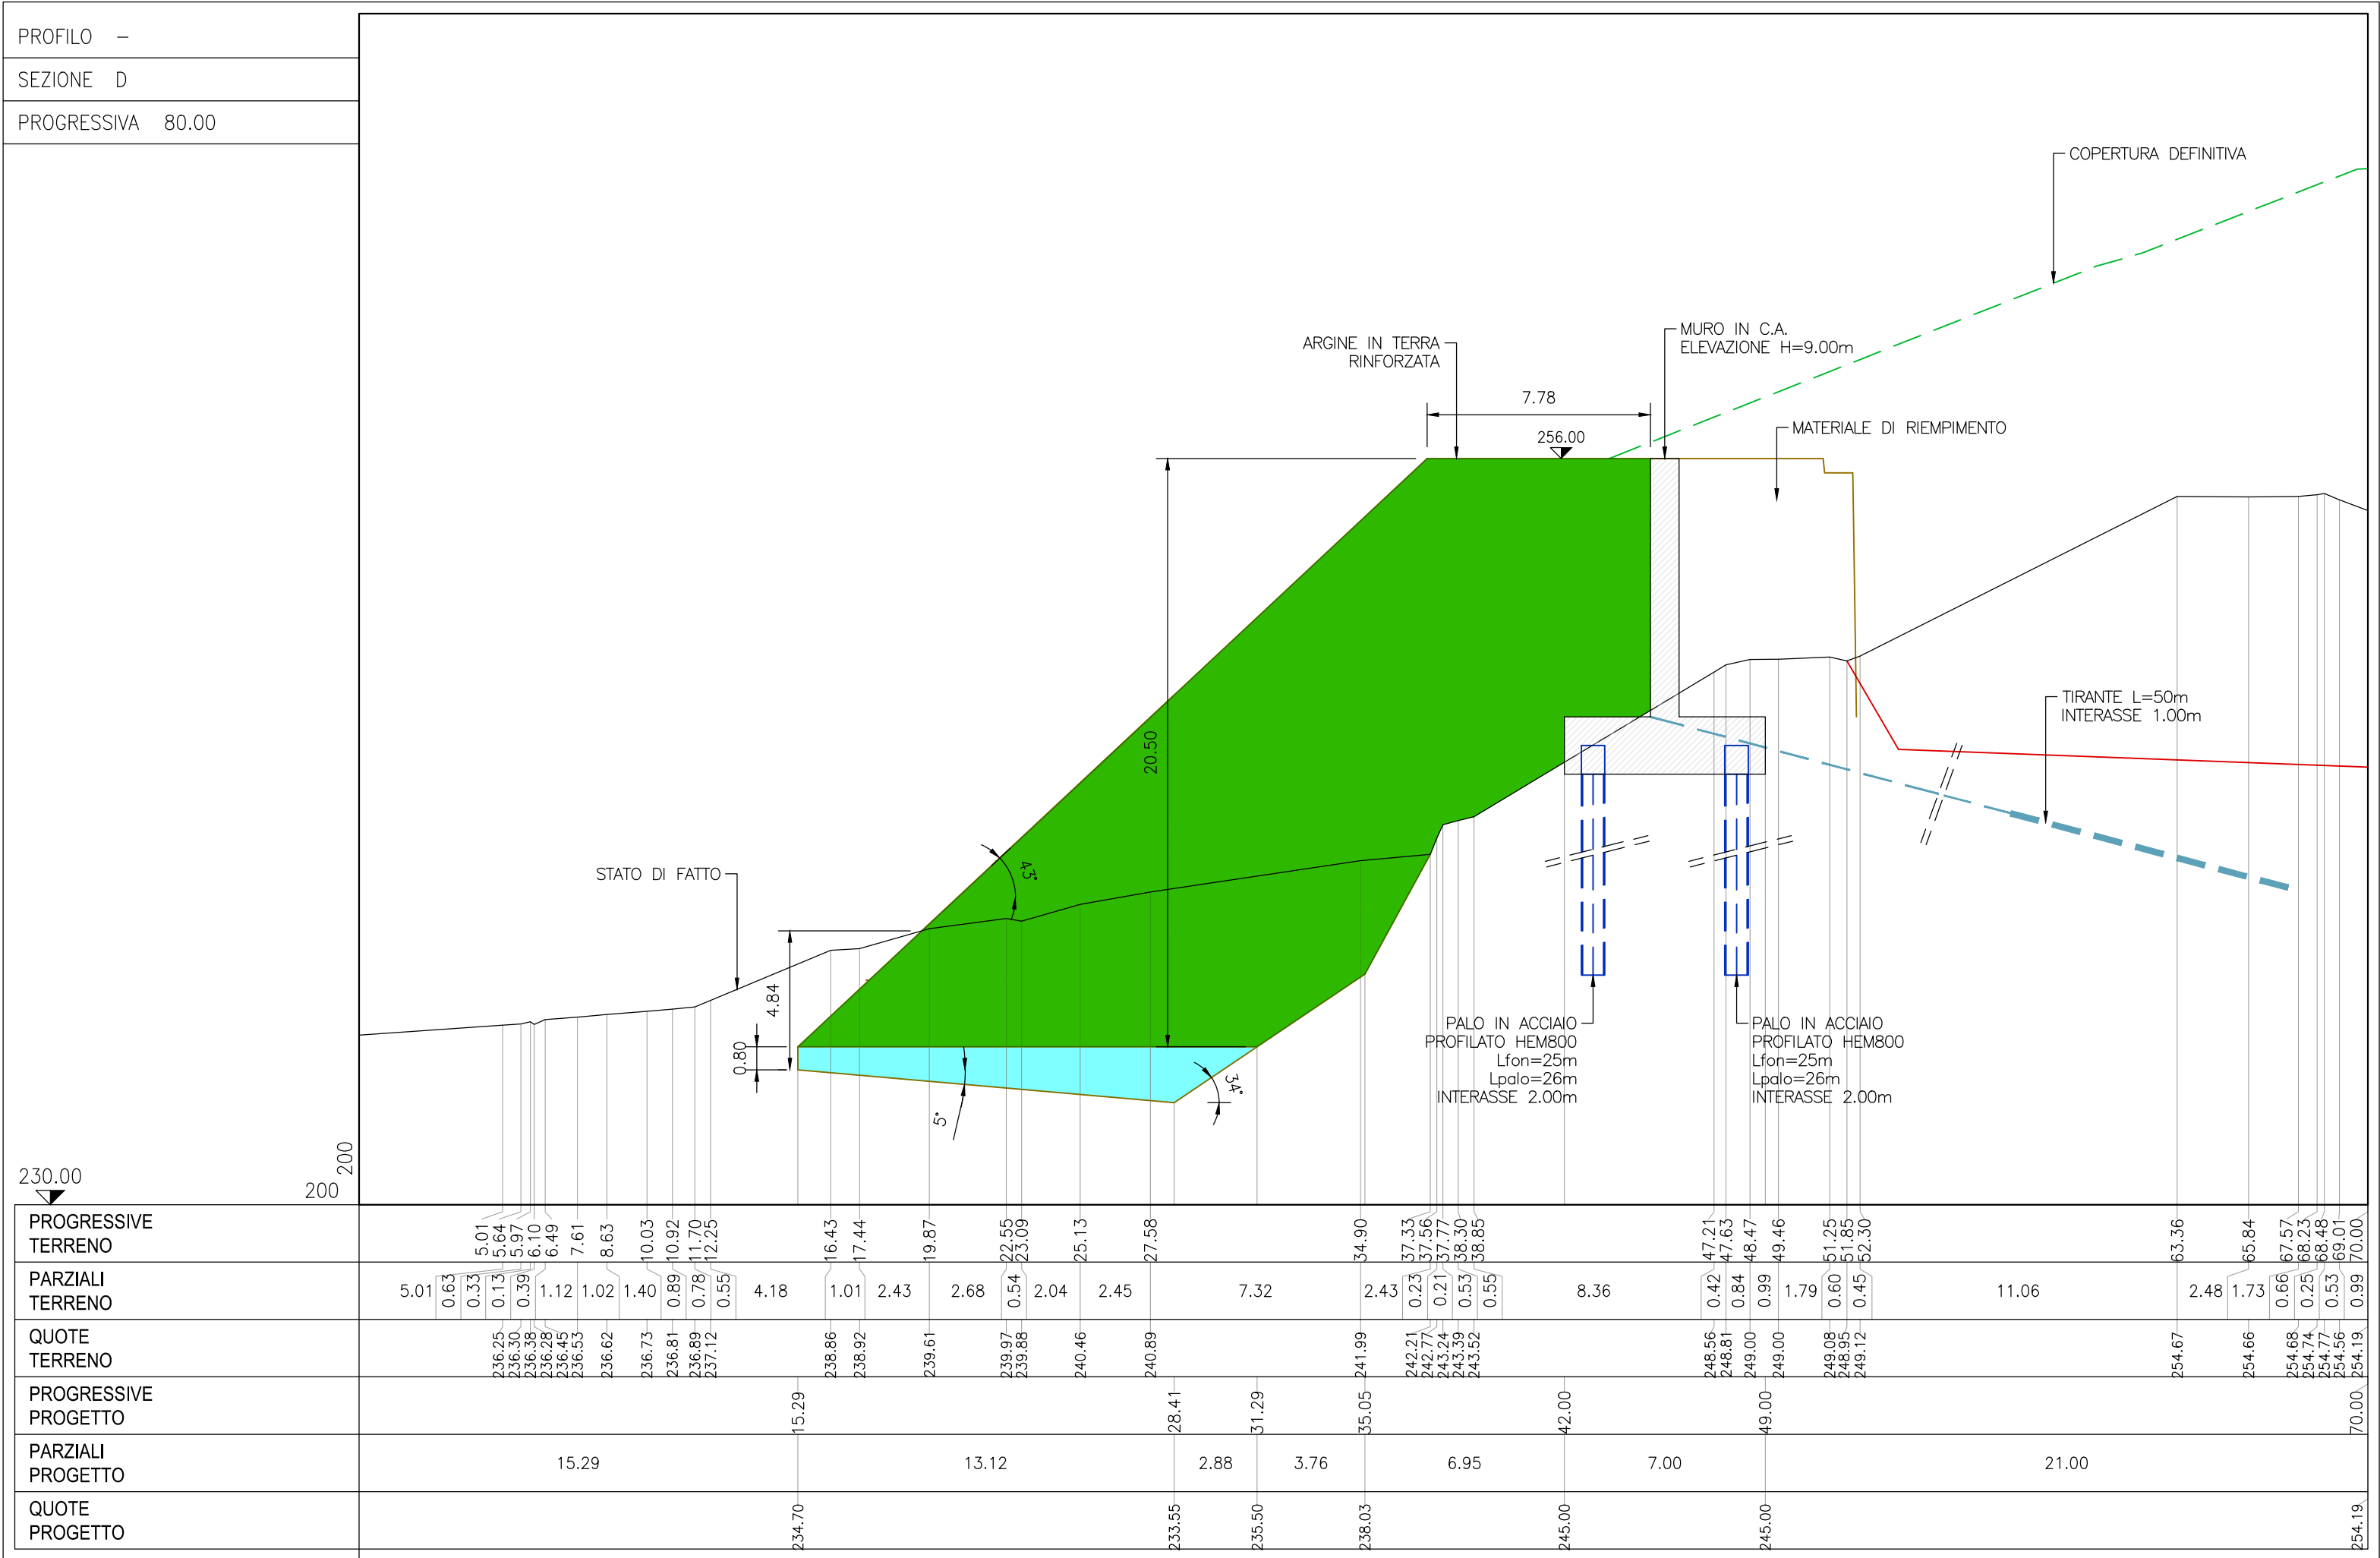 PROFILO –
SEZIONE D
PROGRESSIVA 80.00
COPERTURA DEFINITIVA
MURO IN C.A.
ELEVAZIONE H=9.00m
ARGINE IN TERRA
RINFORZATA
7.78
256.00
MATERIALE DI RIEMPIMENTO
TIRANTE L=50m
INTERASSE 1.00m
20.50
STATO DI FATTO
43°
4.84
0.80
5°
34°
PALO IN ACCIAIO
PROFILATO HEM800
Lfon=25m
Lpalo=26m
INTERASSE 2.00m
PALO IN ACCIAIO
PROFILATO HEM800
Lfon=25m
Lpalo=26m
INTERASSE 2.00m
230.00
200
200
PROGRESSIVE
TERRENO
5.01 5.64 5.97 6.10 6.49 7.61 8.63 10.03 10.92 11.70 12.25 16.43 17.44 19.87 22.55 23.09 25.13 27.58 34.90 37.33 37.56 37.77 38.30 38.85 47.21 47.63 48.47 49.46 51.25 51.85 52.30 63.36 65.84 67.57 68.23 68.48 69.01 70.00
PARZIALI
TERRENO
5.01 0.63 0.33 0.13 0.39 1.12 1.02 1.40 0.89 0.78 0.55 4.18 1.01 2.43 2.68 0.54 2.04 2.45 7.32 2.43 0.23 0.21 0.53 0.55 8.36 0.42 0.84 0.99 1.79 0.60 0.45 11.06 2.48 1.73 0.66 0.25 0.53 0.99
QUOTE
TERRENO
236.25 236.30 236.38 236.28 236.45 236.53 236.62 236.73 236.81 236.89 237.12 238.86 238.92 239.61 239.97 239.88 240.46 240.89 241.99 242.21 242.77 243.24 243.39 243.52 248.56 248.81 249.00 249.00 249.08 248.95 249.12 254.67 254.66 254.68 254.74 254.77 254.56 254.19
PROGRESSIVE
PROGETTO
15.29 28.41 31.29 35.05 42.00 49.00 70.00
PARZIALI
PROGETTO
15.29 13.12 2.88 3.76 6.95 7.00 21.00
QUOTE
PROGETTO
234.70 233.55 235.50 238.03 245.00 245.00 254.19